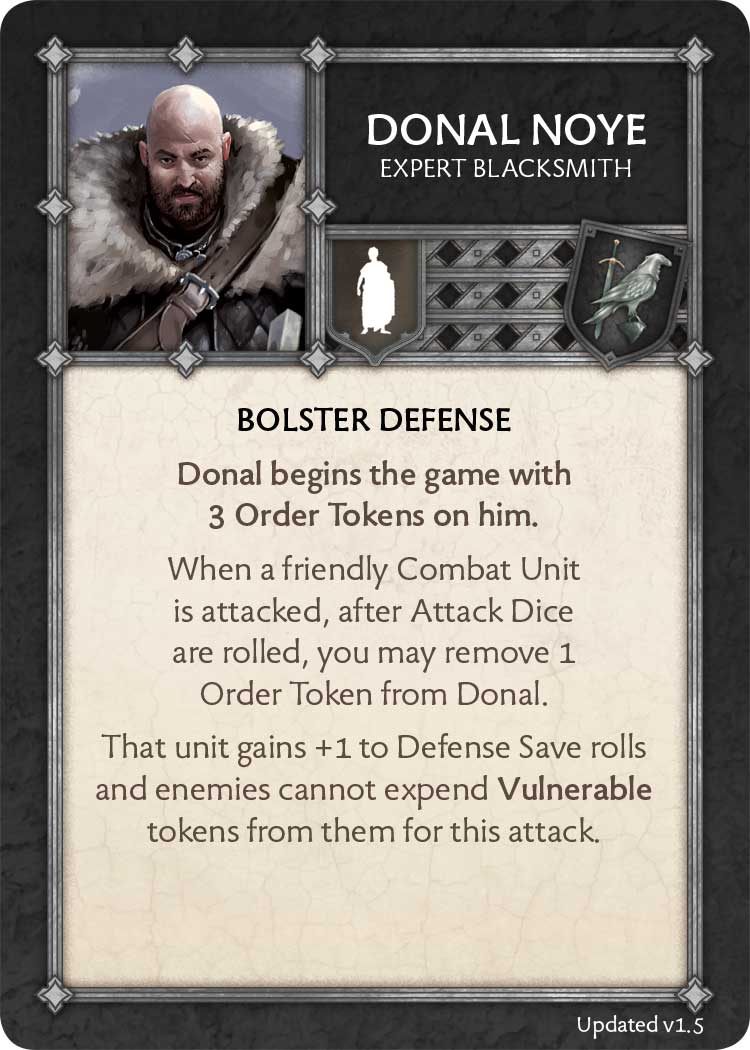 DONAL NOYE
EXPERT BLACKSMITH
BOLSTER DEFENSE
Donal begins the game with
3 Order Tokens on him.
When a friendly Combat Unit
is attacked, after Attack Dice
are rolled, you may remove 1
Order Token from Donal.
That unit gains +1 to Defense Save rolls
and enemies cannot expend Vulnerable
tokens from them for this attack.
Updated v1.5